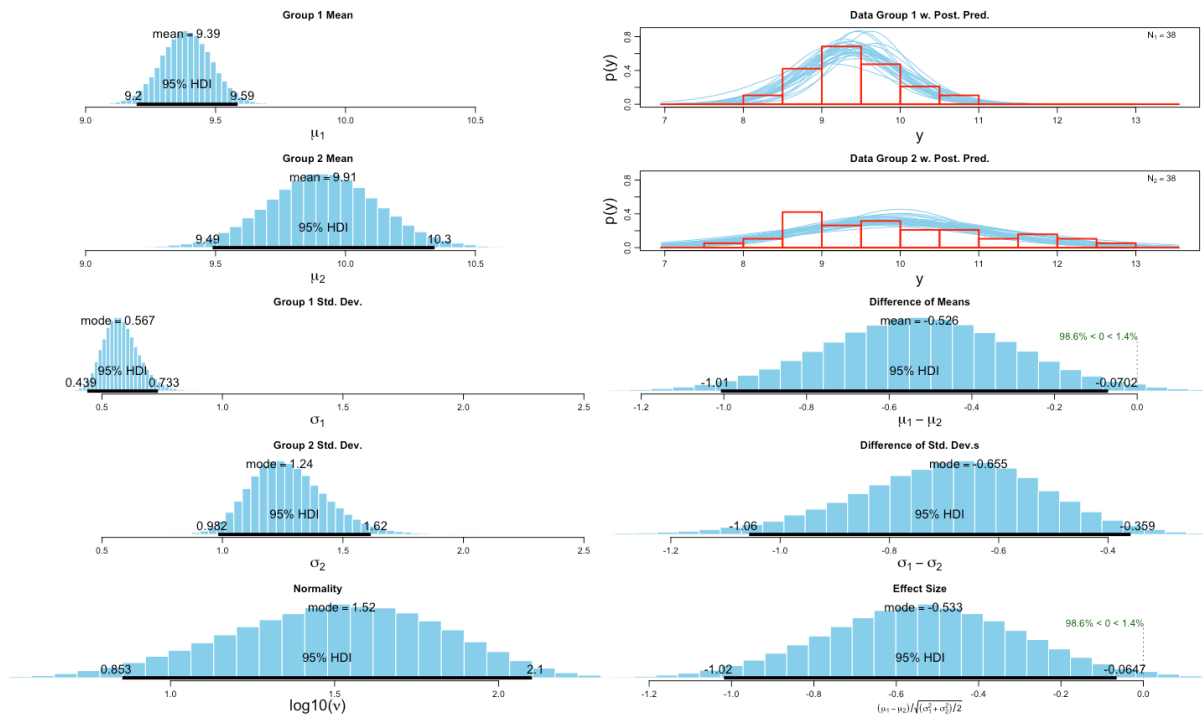 Group 1 Mean
mean = 9.39
95% HDI
9.2 9.59
9.0 9.5 10.0 10.5
μ1
Data Group 1 w. Post. Pred.
N1 = 38
p(y)
0.0 0.4 0.8
7 8 9 10 11 12 13
y
Group 2 Mean
mean = 9.91
95% HDI
9.49 10.3
9.0 9.5 10.0 10.5
μ2
Data Group 2 w. Post. Pred.
N2 = 38
p(y)
0.0 0.4 0.8
7 8 9 10 11 12 13
y
Group 1 Std. Dev.
mode = 0.567
95% HDI
0.439 0.733
0.5 1.0 1.5 2.0 2.5
σ1
Difference of Means
mean = -0.526
98.6% < 0 < 1.4%
95% HDI
-1.01 -0.0702
-1.2 -1.0 -0.8 -0.6 -0.4 -0.2 0.0
μ1 − μ2
Group 2 Std. Dev.
mode = 1.24
95% HDI
0.982 1.62
0.5 1.0 1.5 2.0 2.5
σ2
Difference of Std. Dev.s
mode = -0.655
95% HDI
-1.06 -0.359
-1.2 -1.0 -0.8 -0.6 -0.4
σ1 − σ2
Normality
mode = 1.52
95% HDI
0.853 2.1
1.0 1.5 2.0
log10(ν)
Effect Size
mode = -0.533
98.6% < 0 < 1.4%
95% HDI
-1.02 -0.0647
-1.2 -1.0 -0.8 -0.6 -0.4 -0.2 0.0
(μ1 − μ2)/√(σ1² + σ2²)/2